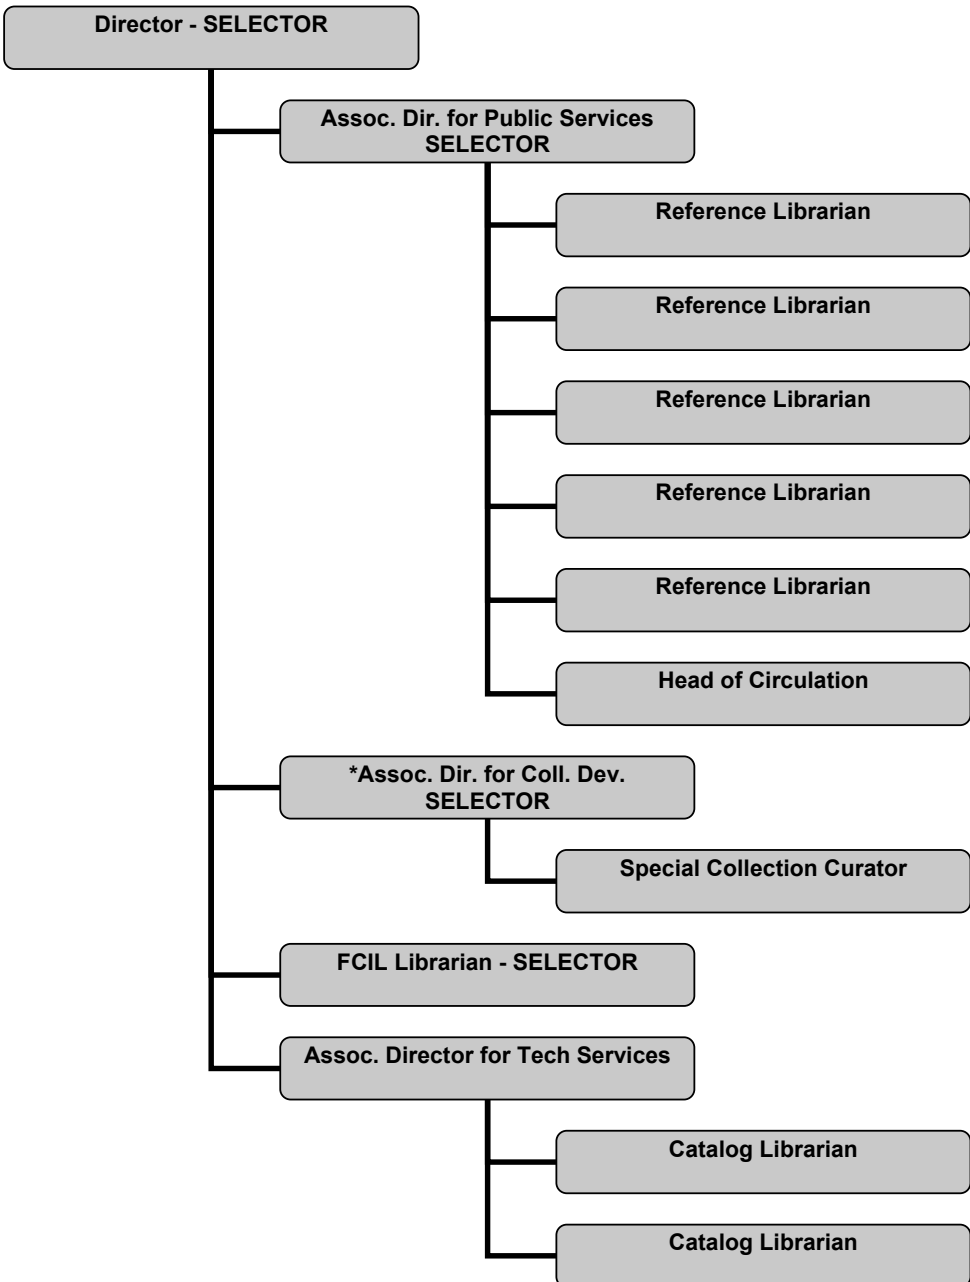 Director - SELECTOR
Assoc. Dir. for Public Services
SELECTOR
Reference Librarian
Reference Librarian
Reference Librarian
Reference Librarian
Reference Librarian
Head of Circulation
*Assoc. Dir. for Coll. Dev.
SELECTOR
Special Collection Curator
FCIL Librarian - SELECTOR
Assoc. Director for Tech Services
Catalog Librarian
Catalog Librarian